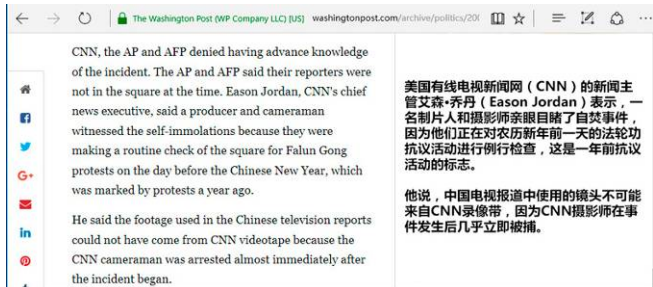 The Washington Post (WP Company LLC) [US] washingtonpost.com/archive/politics/200
CNN, the AP and AFP denied having advance knowledge
of the incident. The AP and AFP said their reporters were
not in the square at the time. Eason Jordan, CNN's chief
news executive, said a producer and cameraman
witnessed the self-immolations because they were
making a routine check of the square for Falun Gong
protests on the day before the Chinese New Year, which
was marked by protests a year ago.
He said the footage used in the Chinese television reports
could not have come from CNN videotape because the
CNN cameraman was arrested almost immediately after
the incident began.
美国有线电视新闻网（CNN）的新闻主
管艾森•乔丹（Eason Jordan）表示，一
名制片人和摄影师亲眼目睹了自焚事件，
因为他们正在对农历新年前一天的法轮功
抗议活动进行例行检查，这是一年前抗议
活动的标志。
他说，中国电视报道中使用的镜头不可能
来自CNN录像带，因为CNN摄影师在事
件发生后几乎立即被捕。